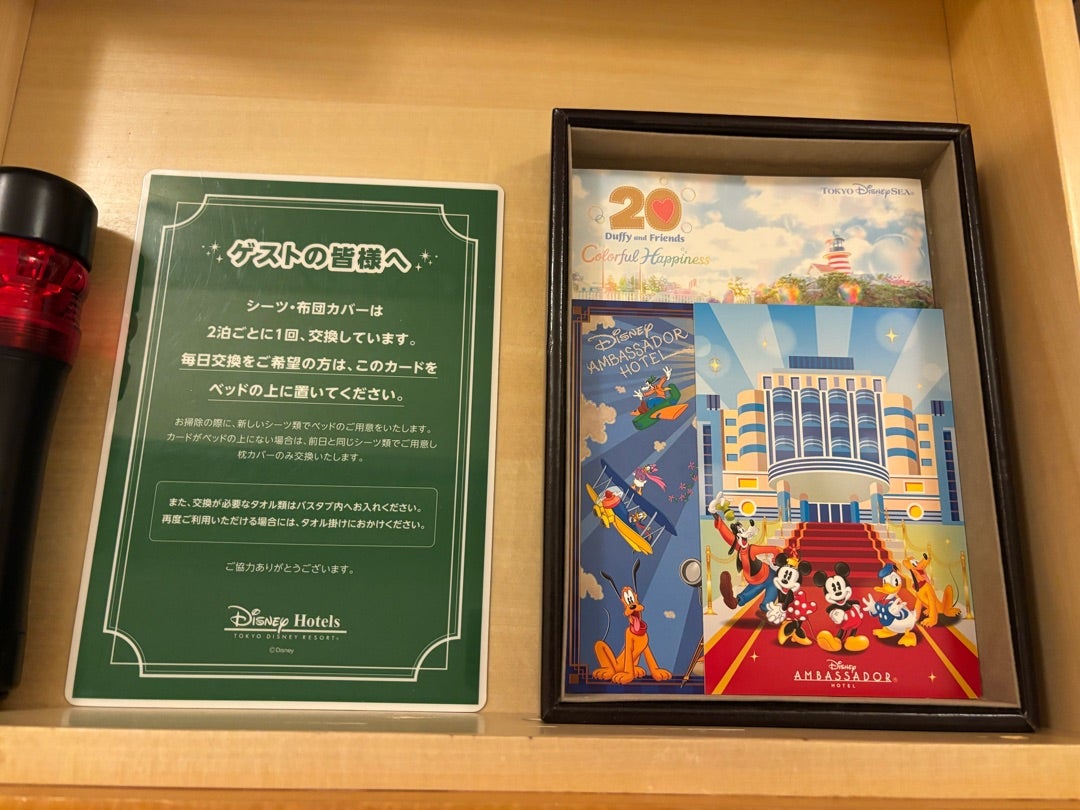 ゲストの皆様へ
シーツ・布団カバーは
2泊ごとに1回、交換しています。
毎日交換をご希望の方は、このカードを
ベッドの上に置いてください。
お掃除の際に、新しいシーツ類でベッドのご用意をいたします。
カードがベッドの上にない場合は、前日と同じシーツ類でご用意し
枕カバーのみ交換いたします。
また、交換が必要なタオル類はバスタブ内へお入れください。
再度ご利用いただける場合には、タオル掛けにおかけください。
ご協力ありがとうございます。
Disney Hotels
TOKYO DISNEY RESORT®
©Disney
20
Duffy and Friends
Colorful Happiness
TOKYO DisneySEA®
Disney
AMBASSADOR
HOTEL
Disney
AMBASSADOR®
HOTEL